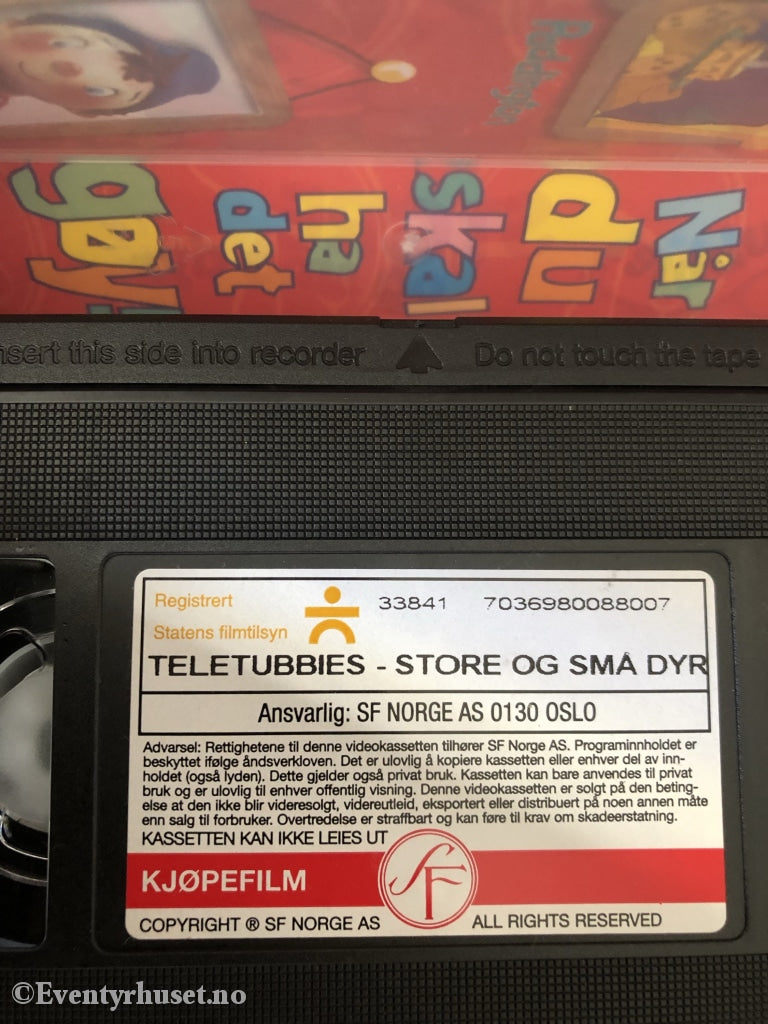 Paddington
Når du skal ha det gøy
nsert this side into recorder
Do not touch the tape
Registrert
33841 7036980088007
Statens filmtilsyn
TELETUBBIES - STORE OG SMÅ DYR
Ansvarlig: SF NORGE AS 0130 OSLO
Advarsel: Rettighetene til denne videokassetten tilhører SF Norge AS. Programinnholdet er
beskyttet ifølge åndsverkloven. Det er ulovlig å kopiere kassetten eller enhver del av inn-
holdet (også lyden). Dette gjelder også privat bruk. Kassetten kan bare anvendes til privat
bruk og er ulovlig til enhver offentlig visning. Denne videokassetten er solgt på den beting-
else at den ikke blir videresolgt, videreutleid, eksportert eller distribuert på noen annen måte
enn salg til forbruker. Overtredelse er straffbart og kan føre til krav om skadeerstatning.
KASSETTEN KAN IKKE LEIES UT
KJØPEFILM
SF
COPYRIGHT ® SF NORGE AS
ALL RIGHTS RESERVED
©Eventyrhuset.no